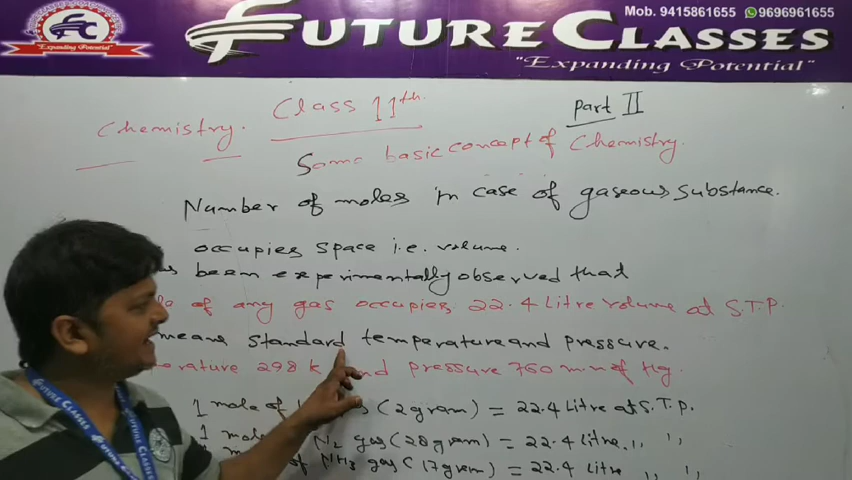 Mob. 9415861655 9696961655
FUTURE CLASSES
"Expanding Potential"
"Expanding Potential"
Chemistry. Class 11th. Part II
Some basic concept of Chemistry.
Number of moles in case of gaseous substance.
occupies space i.e. volume.
been experimentally observed that
of any gas occupies 22.4 Litre volume at S.T.P.
means standard temperature and pressure.
298 k and pressure 760 mm of Hg.
1 mole of (2 gram) = 22.4 Litre at S.T.P.
1 mole N2 gas (28 gram) = 22.4 Litre ,, ,,
of NH3 gas (17 gram) = 22.4 Litre ,, ,,